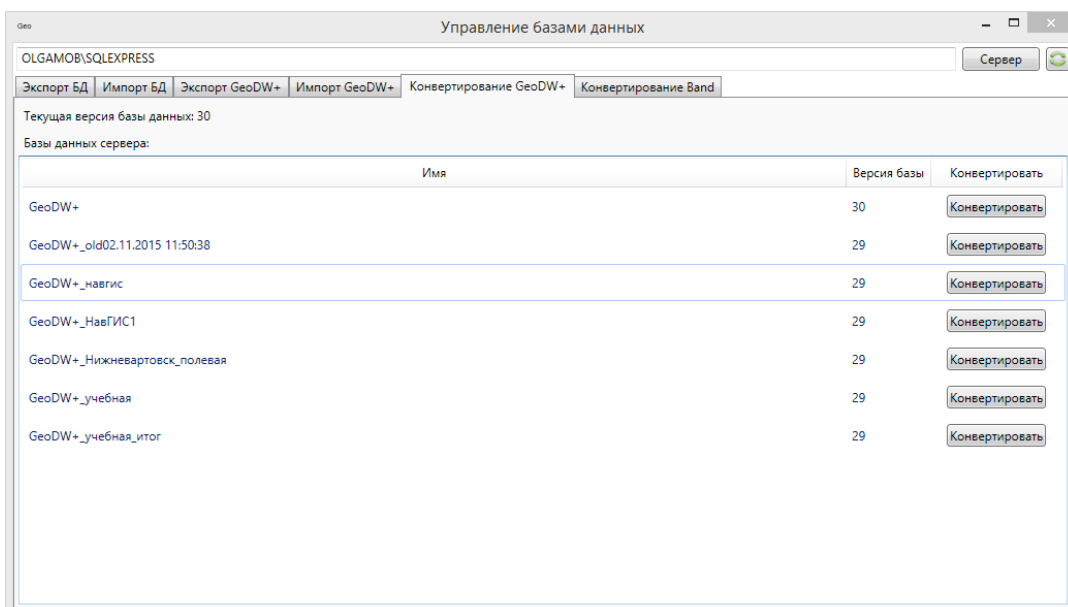 Geo Управление базами данных
OLGAMOB\SQLEXPRESS Сервер
Экспорт БД Импорт БД Экспорт GeoDW+ Импорт GeoDW+ Конвертирование GeoDW+ Конвертирование Band
Текущая версия базы данных: 30
Базы данных сервера:
Имя Версия базы Конвертировать
GeoDW+ 30 Конвертировать
GeoDW+_old02.11.2015 11:50:38 29 Конвертировать
GeoDW+_навгис 29 Конвертировать
GeoDW+_НавГИС1 29 Конвертировать
GeoDW+_Нижневартовск_полевая 29 Конвертировать
GeoDW+_учебная 29 Конвертировать
GeoDW+_учебная_итог 29 Конвертировать